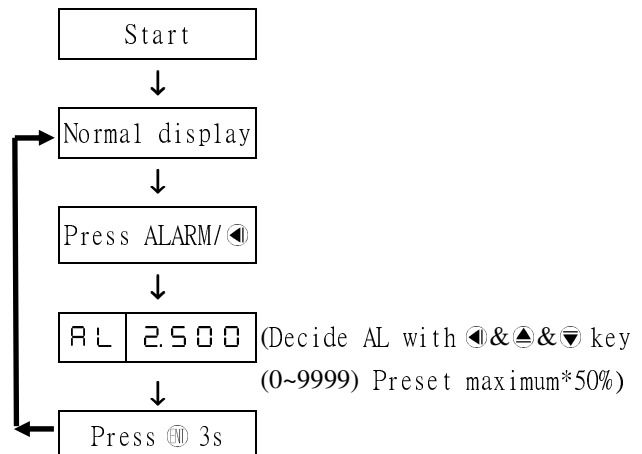 Start
↓
Normal display
↓
Press ALARM/◀
↓
AL 2.500 (Decide AL with ◀&▲&▼ key
(0~9999) Preset maximum*50%)
↓
Press END 3s